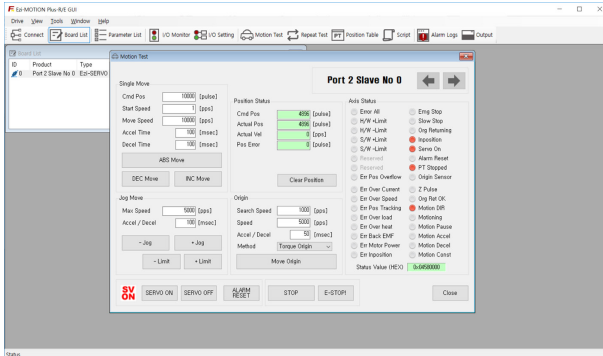 Ezi-MOTION Plus-R/E GUI
Drive View Tools Window Help
Connect Board List Parameter List I/O Monitor I/O Setting Motion Test Repeat Test PT Position Table Script Alarm Logs Output
Board List
ID Product Type
0 Port 2 Slave No 0 Ezi-SERVO
Motion Test
Port 2 Slave No 0
Single Move
Cmd Pos 10000 [pulse]
Start Speed 1 [pps]
Move Speed 10000 [pps]
Accel Time 100 [msec]
Decel Time 100 [msec]
ABS Move
DEC Move INC Move
Position Status
Cmd Pos 4896 [pulse]
Actual Pos 4896 [pulse]
Actual Vel 0 [pps]
Pos Error 0 [pulse]
Clear Position
Axis Status
Error All Emg Stop
H/W +Limit Slow Stop
H/W -Limit Org Returning
S/W +Limit Inposition
S/W -Limit Servo On
Reserved Alarm Reset
Reserved PT Stopped
Err Pos Overflow Origin Sensor
Err Over Current Z Pulse
Err Over Speed Org Ret OK
Err Pos Tracking Motion DIR
Err Over load Motioning
Err Over heat Motion Pause
Err Back EMF Motion Accel
Err Motor Power Motion Decel
Err Inposition Motion Const
Status Value (HEX) 0x04580000
Jog Move
Max Speed 5000 [pps]
Accel / Decel 100 [msec]
- Jog + Jog
- Limit + Limit
Origin
Search Speed 1000 [pps]
Speed 5000 [pps]
Accel / Decel 50 [msec]
Method Torque Origin
Move Origin
SV ON SERVO ON SERVO OFF ALARM RESET STOP E-STOP! Close
Status